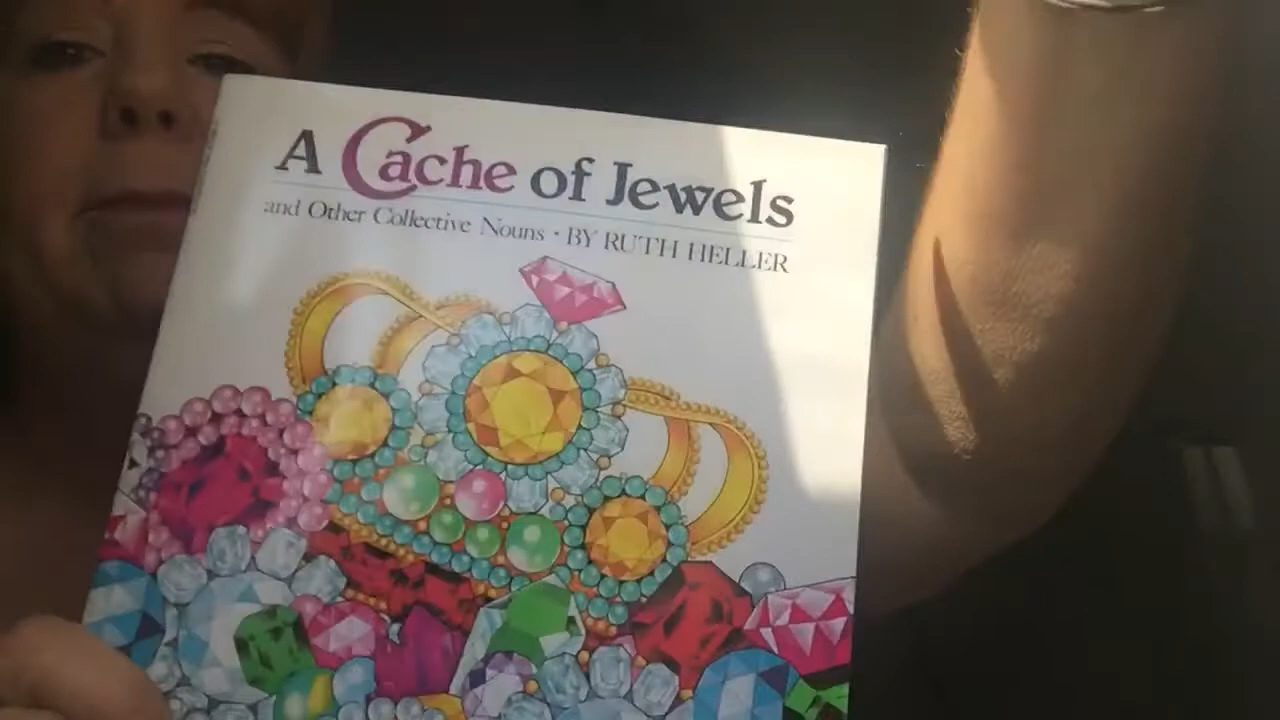 A Cache of Jewels
and Other Collective Nouns • BY RUTH HELLER